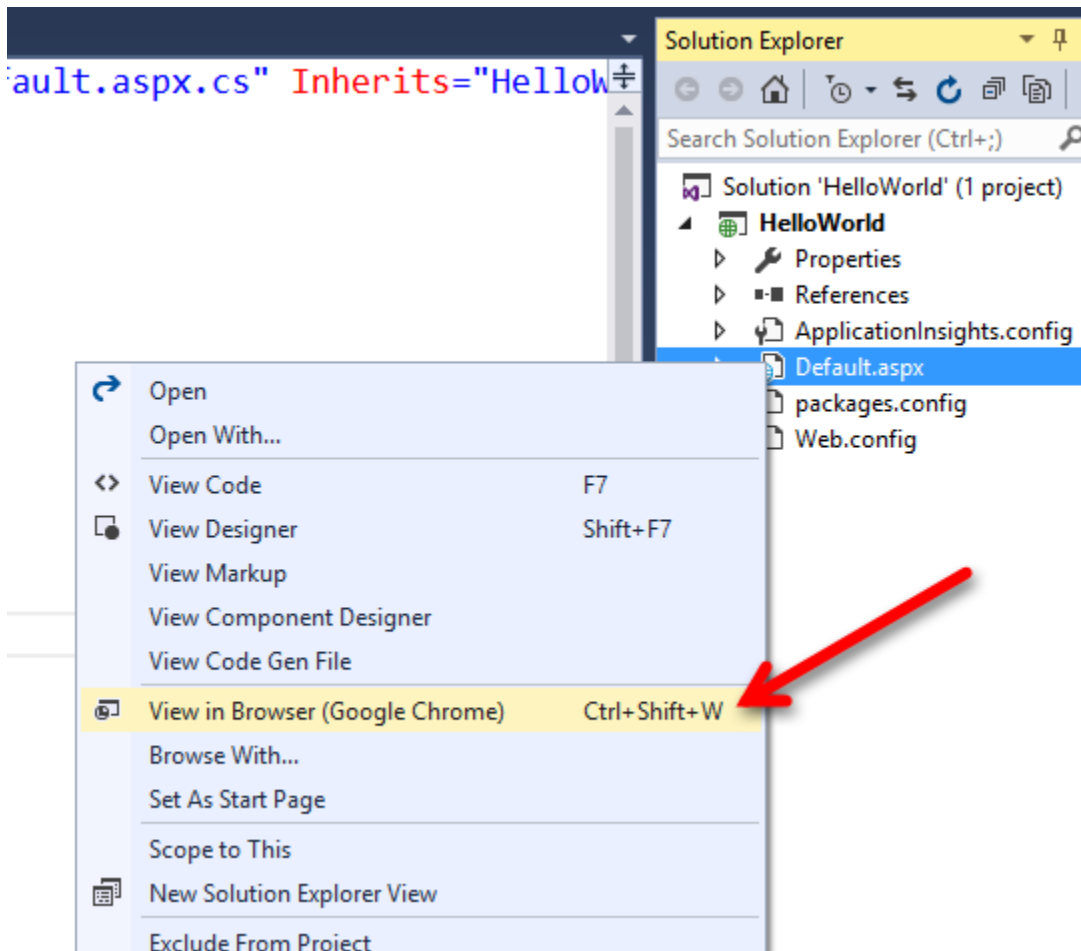 Solution Explorer
ault.aspx.cs" Inherits="HelloW
Search Solution Explorer (Ctrl+;)
Solution 'HelloWorld' (1 project)
HelloWorld
Properties
References
ApplicationInsights.config
Default.aspx
packages.config
Web.config
Open
Open With...
View Code F7
View Designer Shift+F7
View Markup
View Component Designer
View Code Gen File
View in Browser (Google Chrome) Ctrl+Shift+W
Browse With...
Set As Start Page
Scope to This
New Solution Explorer View
Exclude From Project